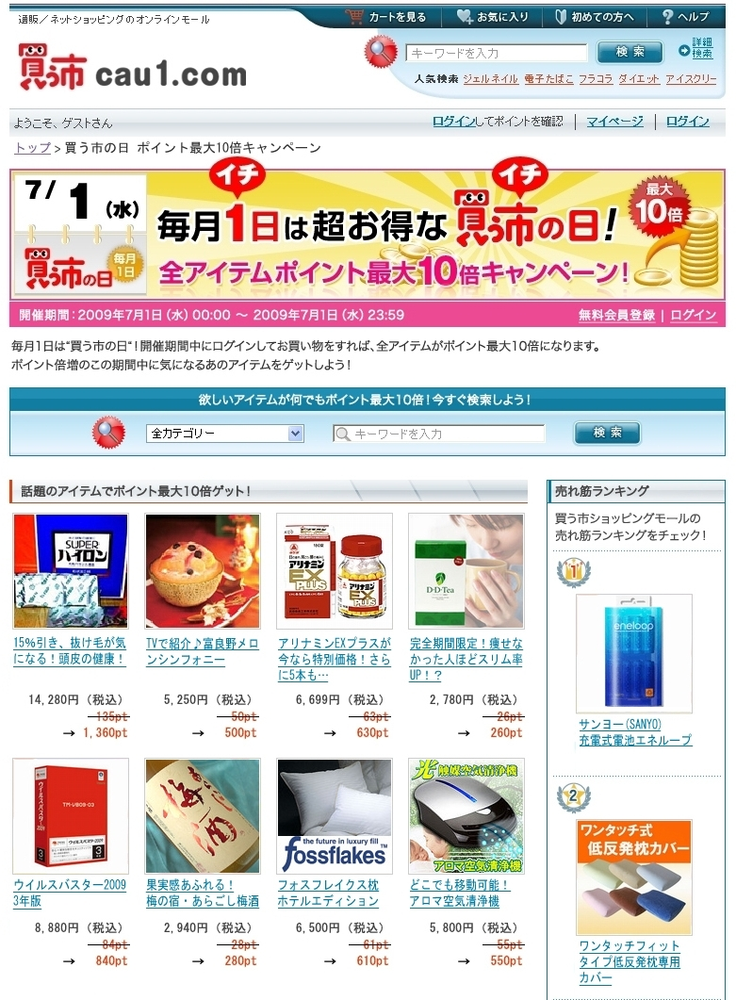 通販／ネットショッピングのオンラインモール
カートを見る
お気に入り
初めての方へ
ヘルプ
買う市 cau1.com
キーワードを入力
検 索
詳細
検索
人気検索 ジェルネイル 電子たばこ フラコラ ダイエット アイスクリー
ようこそ、ゲストさん
ログインしてポイントを確認 | マイページ | ログイン
トップ > 買う市の日 ポイント最大10倍キャンペーン
7/1 (水)
買う市の日
毎月
1日
イチ
イチ
毎月1日は超お得な買う市の日!
全アイテムポイント最大10倍キャンペーン!
最大
10倍
開催期間：2009年7月1日（水）00:00 ～ 2009年7月1日（水）23:59
無料会員登録 | ログイン
毎月1日は“買う市の日“！開催期間中にログインしてお買い物をすれば、全アイテムがポイント最大10倍になります。
ポイント倍増のこの期間中に気になるあのアイテムをゲットしよう！
欲しいアイテムが何でもポイント最大10倍！今すぐ検索しよう！
全カテゴリー
キーワードを入力
検 索
話題のアイテムでポイント最大10倍ゲット！
SUPER
ハイロン
15%引き、抜け毛が気
になる！頭皮の健康！
14,280円（税込）
135pt
→ 1,360pt
TVで紹介♪富良野メロ
ンシンフォニー
5,250円（税込）
50pt
→ 500pt
アリナミン
EX
PLUS
アリナミン
EX
PLUS
アリナミンEXプラスが
今なら特別価格！さら
に5本も…
6,699円（税込）
63pt
→ 630pt
D-D-Tea
完全期間限定！痩せな
かった人ほどスリム率
UP！？
2,780円（税込）
26pt
→ 260pt
TM-VB09-03
ウイルスバスター2009
3
ウイルスバスター2009
3年版
8,880円（税込）
84pt
→ 840pt
梅酒
果実感あふれる！
梅の宿・あらごし梅酒
2,940円（税込）
28pt
→ 280pt
the future in luxury fill
fossflakes
フォスフレイクス枕
ホテルエディション
6,500円（税込）
61pt
→ 610pt
光触媒空気清浄機
アロマ空気清浄機
どこでも移動可能！
アロマ空気清浄機
5,800円（税込）
55pt
→ 550pt
売れ筋ランキング
買う市ショッピングモールの
売れ筋ランキングをチェック！
1
eneloop
サンヨー(SANYO)
充電式電池エネループ
2
ワンタッチ式
低反発枕カバー
ワンタッチフィット
タイプ低反発枕専用
カバー